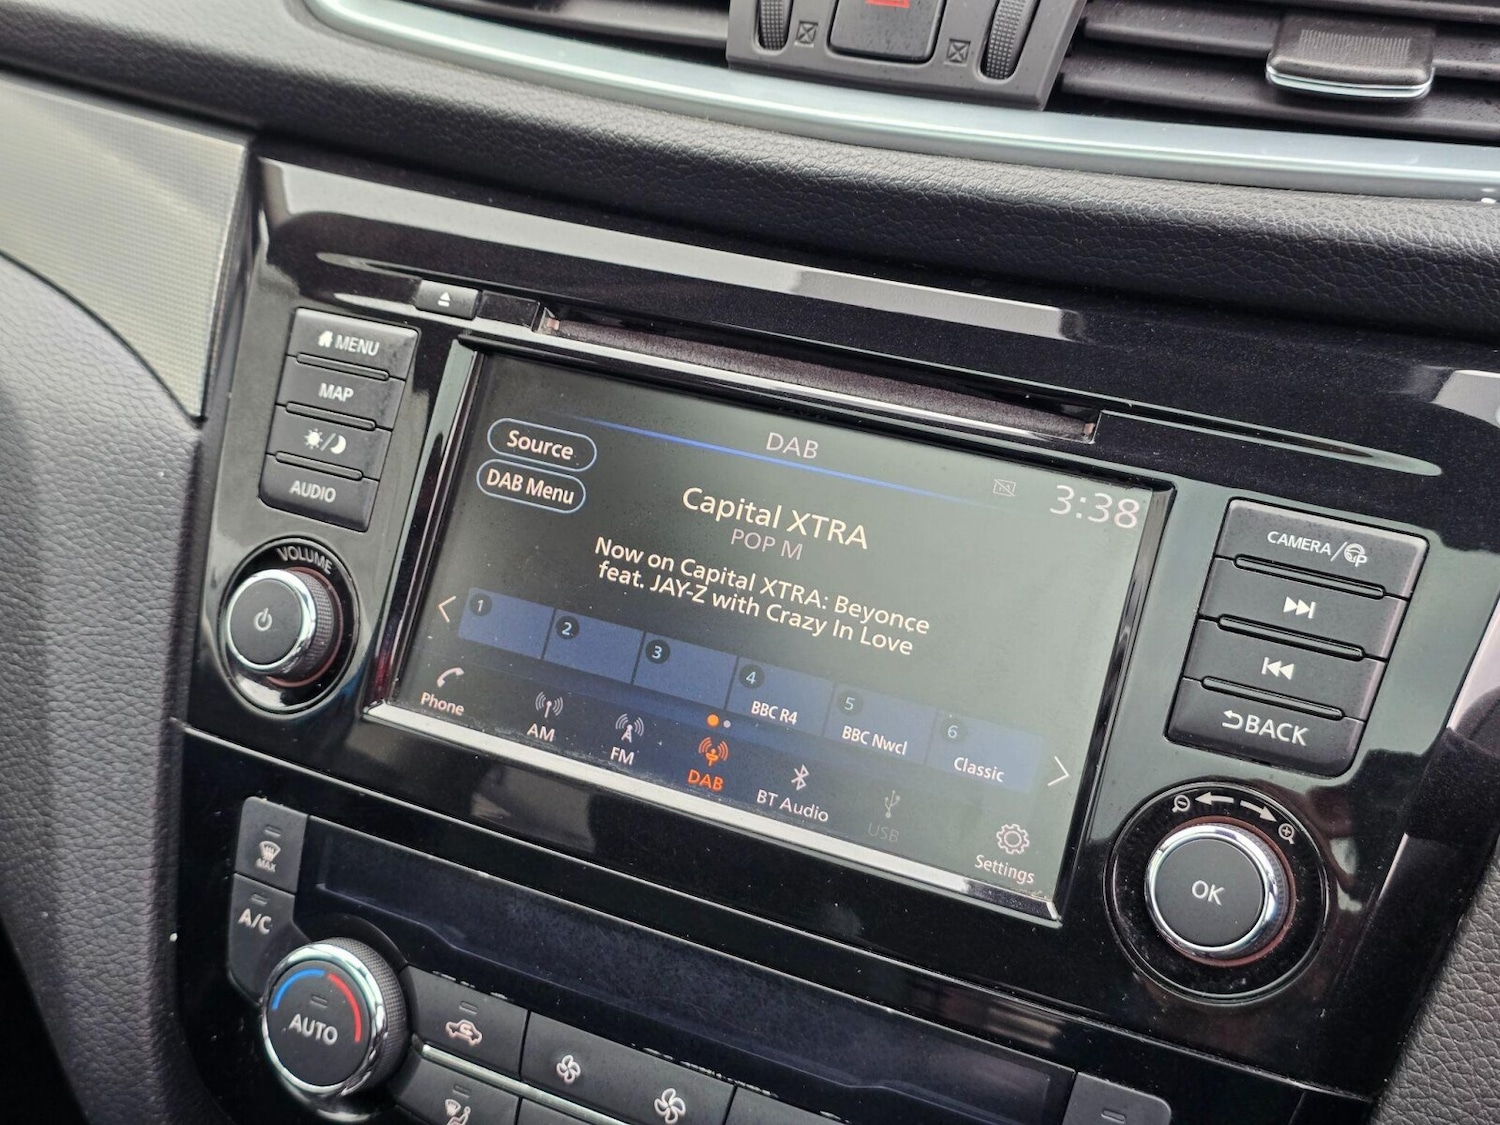 MENU
MAP
AUDIO
VOLUME
DAB
Source
DAB Menu
3:38
Capital XTRA
POP M
Now on Capital XTRA: Beyonce
feat. JAY-Z with Crazy In Love
1
2
3
4
BBC R4
5
BBC Nwcl
6
Classic
Phone
AM
FM
DAB
BT Audio
USB
Settings
CAMERA/P
BACK
OK
MAX
A/C
AUTO